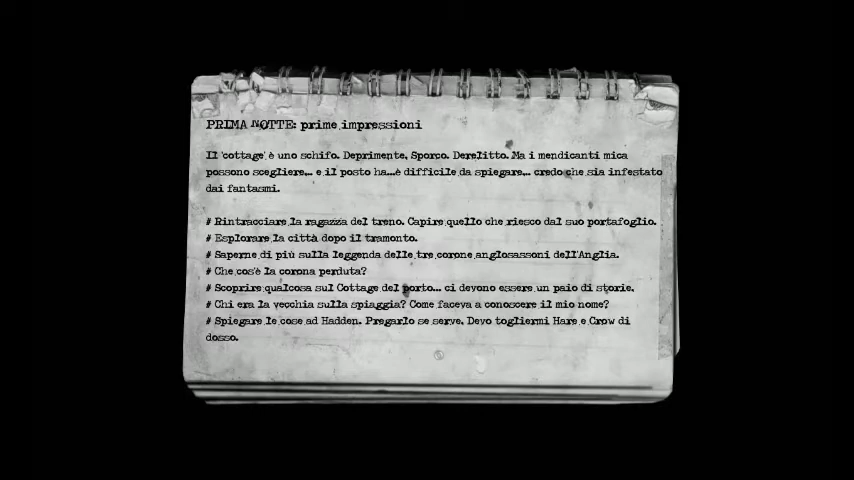 PRIMA NOTTE: prime impressioni
Il 'cottage' è uno schifo. Deprimente. Sporco. Derelitto. Ma i mendicanti mica
possono scegliere... e il posto ha...è difficile da spiegare... credo che sia infestato
dai fantasmi.
# Rintracciare la ragazza del treno. Capire quello che riesco dal suo portafoglio.
# Esplorare la città dopo il tramonto.
# Saperne di più sulla leggenda delle tre corone anglosassoni dell'Anglia.
# Che cos'è la corona perduta?
# Scoprire qualcosa sul Cottage del porto... ci devono essere un paio di storie.
# Chi era la vecchia sulla spiaggia? Come faceva a conoscere il mio nome?
# Spiegare le cose ad Hadden. Pregarlo se serve. Devo togliermi Hare e Crow di
dosso.